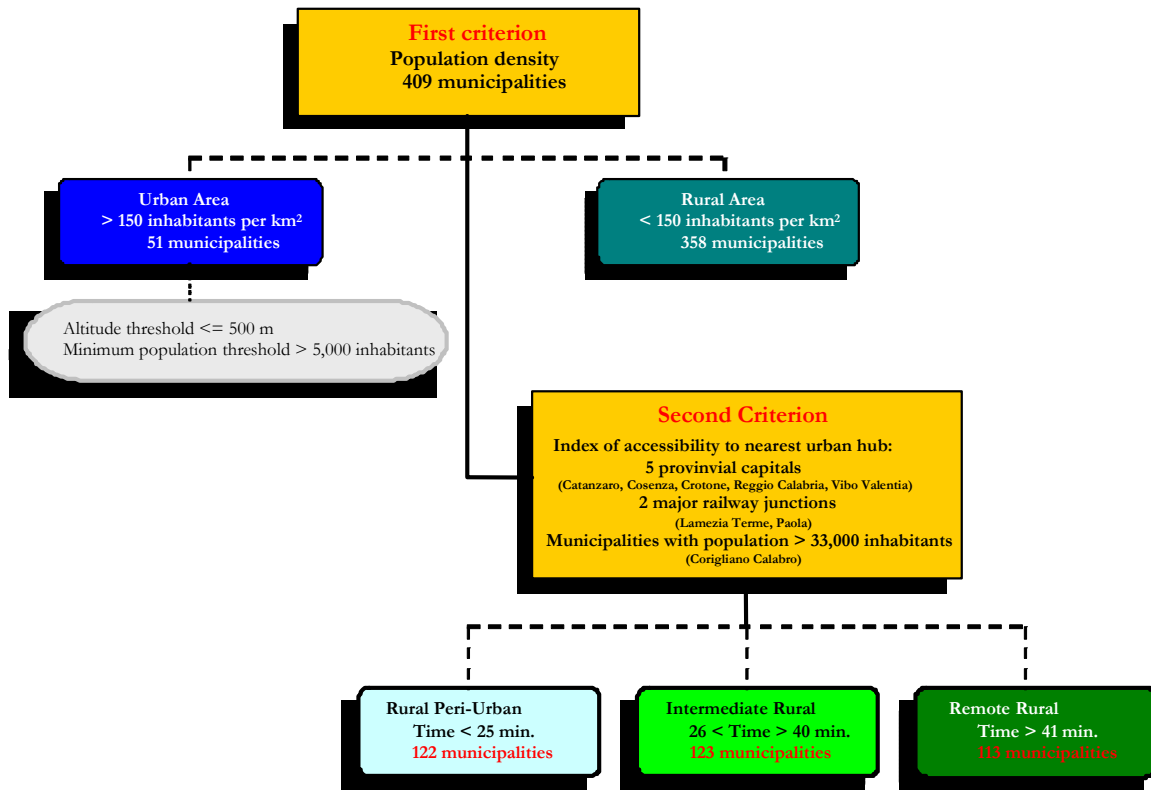 First criterion
Population density
409 municipalities
Urban Area
> 150 inhabitants per km²
51 municipalities
Rural Area
< 150 inhabitants per km²
358 municipalities
Altitude threshold <= 500 m
Minimum population threshold > 5,000 inhabitants
Second Criterion
Index of accessibility to nearest urban hub:
5 provinvial capitals
(Catanzaro, Cosenza, Crotone, Reggio Calabria, Vibo Valentia)
2 major railway junctions
(Lamezia Terme, Paola)
Municipalities with population > 33,000 inhabitants
(Corigliano Calabro)
Rural Peri-Urban
Time < 25 min.
122 municipalities
Intermediate Rural
26 < Time > 40 min.
123 municipalities
Remote Rural
Time > 41 min.
113 municipalities